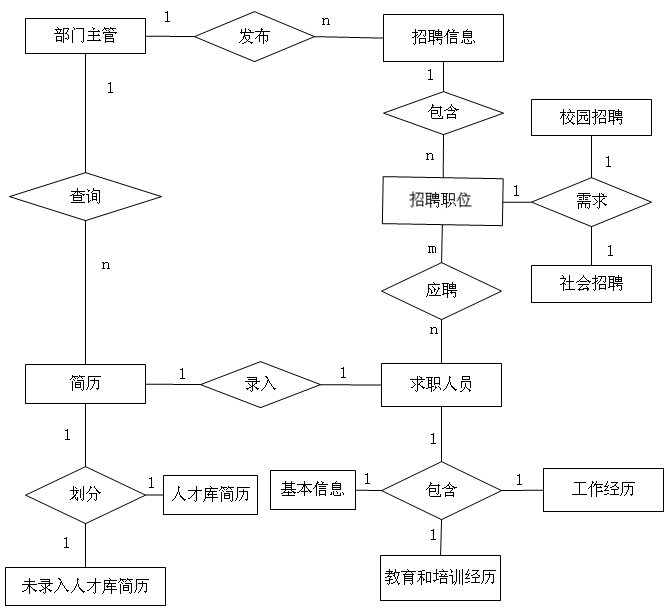 部门主管
1
发布
n
招聘信息
1
1
包含
校园招聘
n
1
查询
招聘职位
1
需求
m
1
n
应聘
社会招聘
n
简历
1
录入
1
求职人员
1
1
划分
1
人才库简历
基本信息
1
包含
1
工作经历
1
1
未录入人才库简历
教育和培训经历